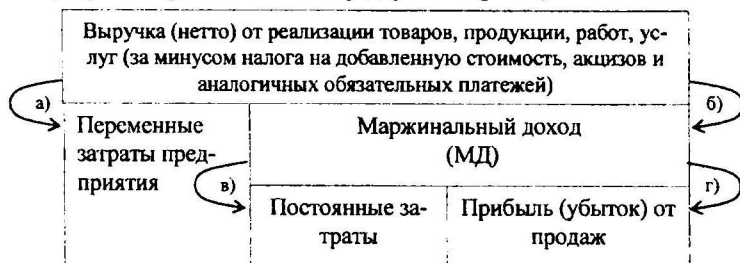 Выручка (нетто) от реализации товаров, продукции, работ, ус-
луг (за минусом налога на добавленную стоимость, акцизов и
аналогичных обязательных платежей)
а)
б)
Переменные
затраты пред-
приятия
Маржинальный доход
(МД)
в)
г)
Постоянные за-
траты
Прибыль (убыток) от
продаж